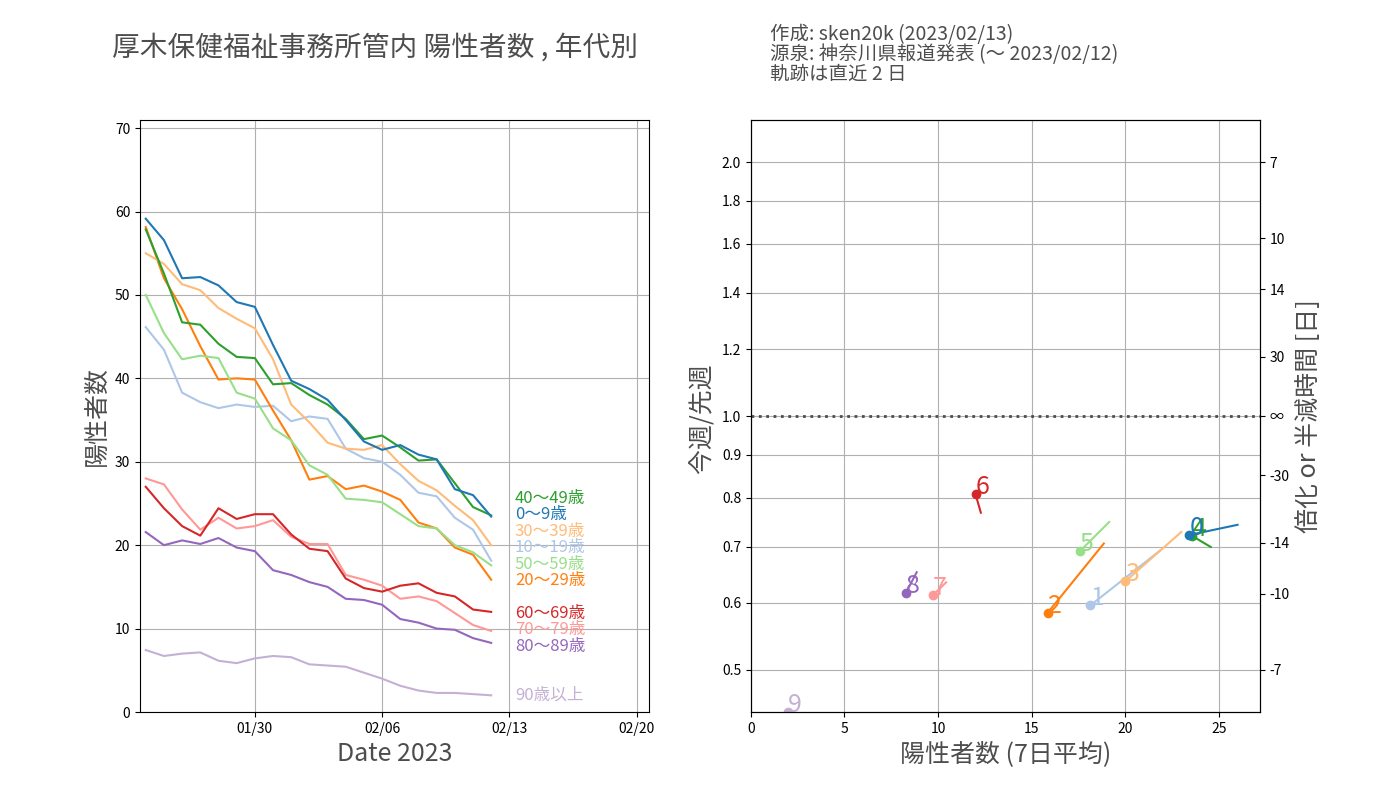 厚木保健福祉事務所管内 陽性者数 , 年代別
作成: sken20k (2023/02/13)
源泉: 神奈川県報道発表 (〜 2023/02/12)
軌跡は直近 2 日
陽性者数
70
60
50
40
30
20
10
0
01/30
02/06
02/13
02/20
Date 2023
40〜49歳
0〜9歳
30〜39歳
10〜19歳
50〜59歳
20〜29歳
60〜69歳
70〜79歳
80〜89歳
90歳以上
今週/先週
2.0
1.8
1.6
1.4
1.2
1.0
0.9
0.8
0.7
0.6
0.5
0
5
10
15
20
25
陽性者数 (7日平均)
6
0
4
5
3
8
7
1
2
9
7
10
14
30
∞
-30
-14
-10
-7
倍化 or 半減時間 [日]